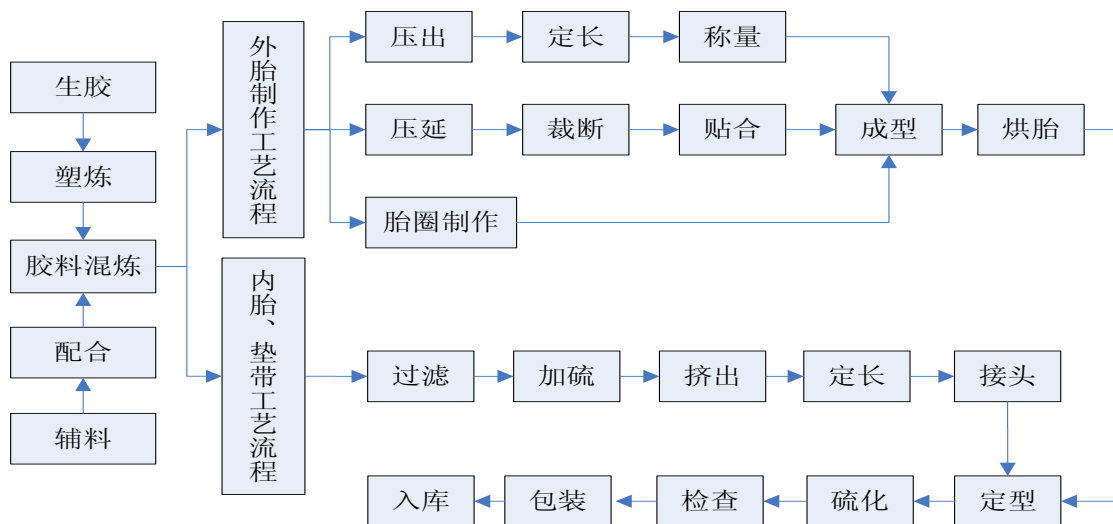 生胶
塑炼
胶料混炼
配合
辅料
外胎制作工艺流程
压出
定长
称量
压延
裁断
贴合
成型
烘胎
胎圈制作
内胎、垫带工艺流程
过滤
加硫
挤出
定长
接头
入库
包装
检查
硫化
定型